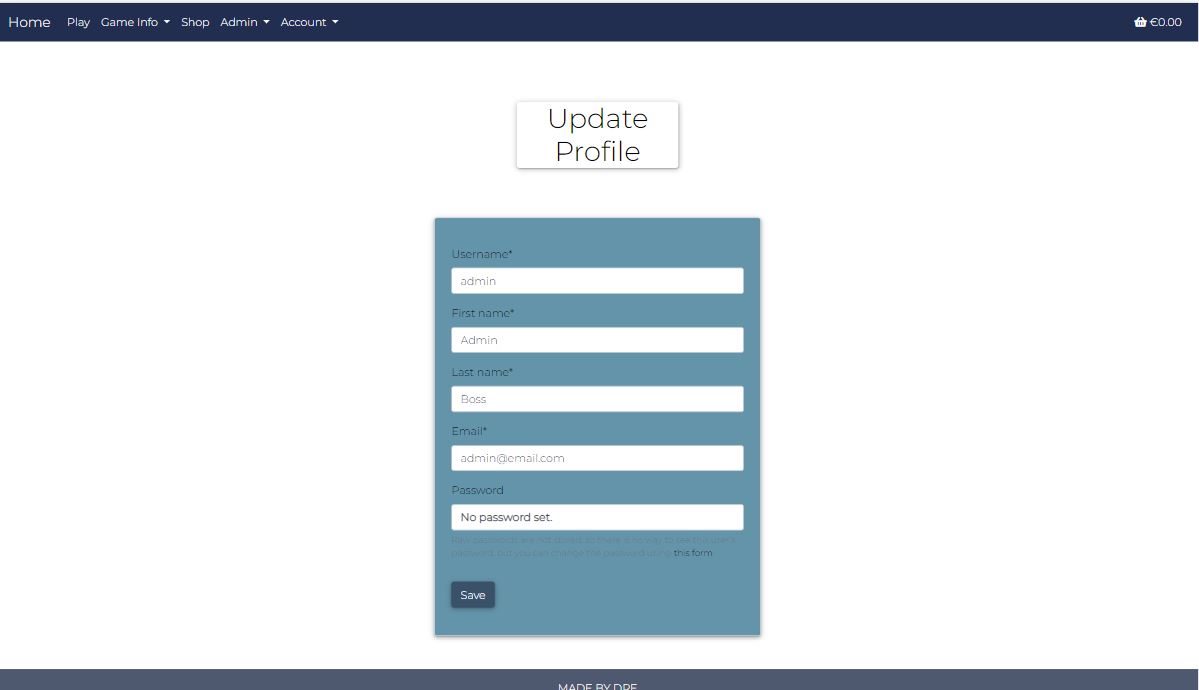 Home Play Game Info Shop Admin Account €0.00
Update
Profile
Username*
admin
First name*
Admin
Last name*
Boss
Email*
admin@email.com
Password
No password set.
Raw passwords are not stored, so there is no way to see this user's
password, but you can change the password using this form.
Save
MADE BY DRE